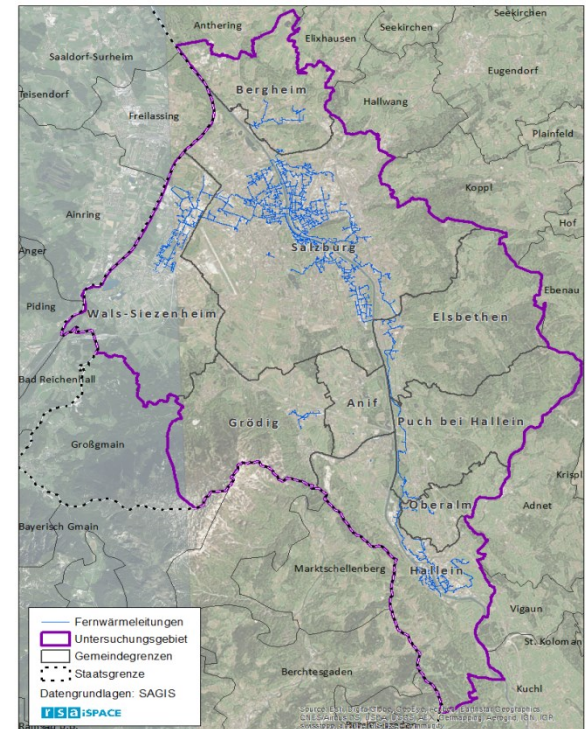 Anthering
Elixhausen
Seekirchen
Seekirchen
Saaldorf-Surheim
Eugendorf
Teisendorf
Bergheim
Hallwang
Freilassing
Plainfeld
Koppl
Ainring
Hof
Salzburg
Anger
Ebenau
Piding
Wals-Siezenheim
Elsbethen
Bad Reichenhall
Anif
Grödig
Puch bei Hallein
Großgmain
Krispl
Oberalm
Adnet
Bayerisch Gmain
Marktschellenberg
Hallein
Vigaun
St. Koloman
Berchtesgaden
Kuchl
Fernwärmeleitungen
Untersuchungsgebiet
Gemeindegrenzen
Staatsgrenze
Datengrundlagen: SAGIS
rsa iSPACE